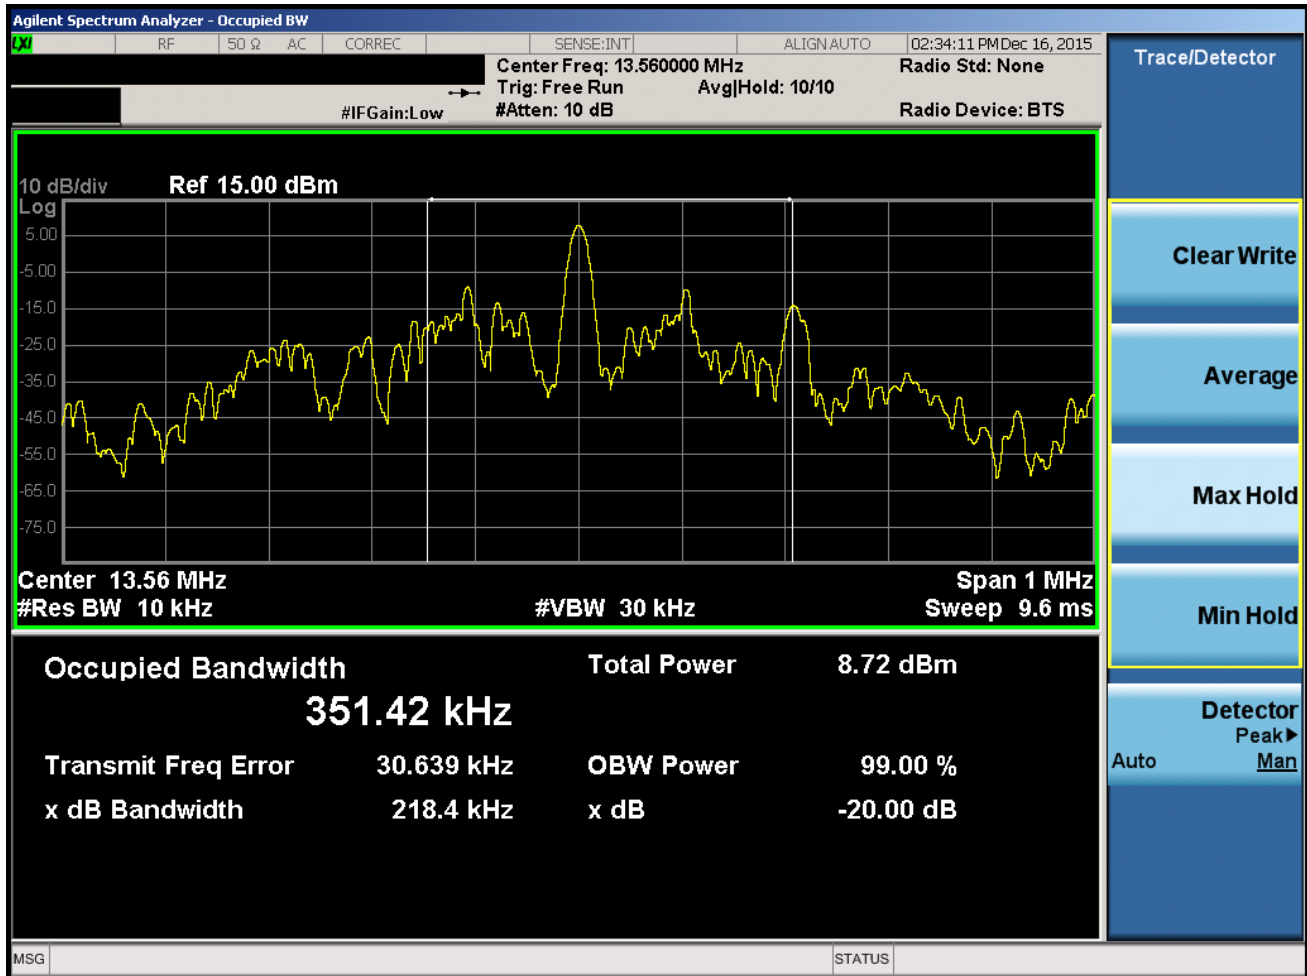 Agilent Spectrum Analyzer - Occupied BW
LXI RF 50 Ω AC CORREC SENSE:INT ALIGN AUTO 02:34:11 PM Dec 16, 2015
Center Freq: 13.560000 MHz Radio Std: None
Trig: Free Run Avg|Hold: 10/10
#IFGain:Low #Atten: 10 dB Radio Device: BTS
10 dB/div Ref 15.00 dBm
Log
5.00
-5.00
-15.0
-25.0
-35.0
-45.0
-55.0
-65.0
-75.0
Center 13.56 MHz Span 1 MHz
#Res BW 10 kHz #VBW 30 kHz Sweep 9.6 ms
Occupied Bandwidth Total Power 8.72 dBm
351.42 kHz
Transmit Freq Error 30.639 kHz OBW Power 99.00 %
x dB Bandwidth 218.4 kHz x dB -20.00 dB
Trace/Detector
Clear Write
Average
Max Hold
Min Hold
Detector
Peak▶
Auto Man
MSG STATUS